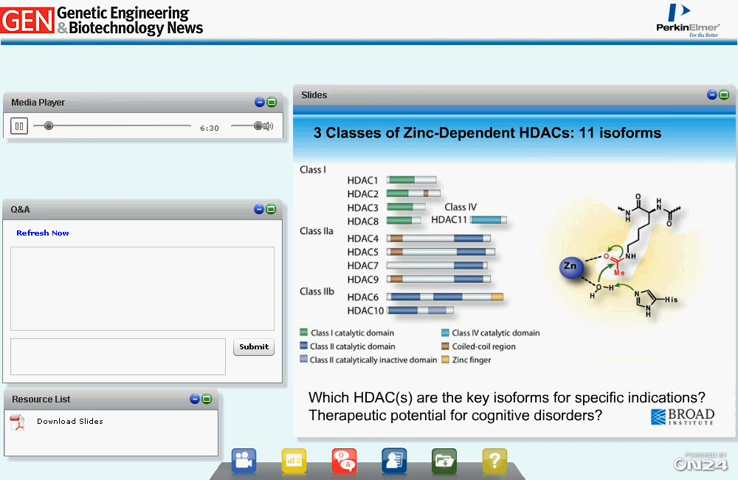 GEN Genetic Engineering
& Biotechnology News
PerkinElmer
For the Better
Media Player
6:30
Q&A
Refresh Now
Submit
Resource List
Download Slides
Slides
3 Classes of Zinc-Dependent HDACs: 11 isoforms
Class I
HDAC1
HDAC2
HDAC3
Class IV
HDAC8
HDAC11
Class IIa
HDAC4
HDAC5
HDAC7
HDAC9
Class IIb
HDAC6
HDAC10
O
H
N
N
H
O
NH
Me
Zn
O
H
H
N
N
H
His
Class I catalytic domain
Class IV catalytic domain
Class II catalytic domain
Coiled-coil region
Class II catalytically inactive domain
Zinc finger
Which HDAC(s) are the key isoforms for specific indications?
Therapeutic potential for cognitive disorders?
BROAD
INSTITUTE
Q
A
?
POWERED BY
ON24